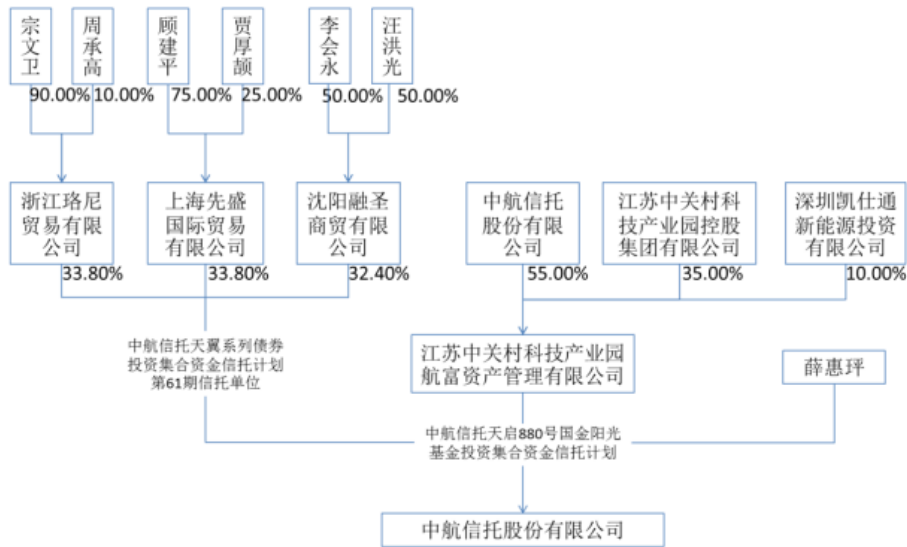 宗文卫
周承高
顾建平
贾厚颉
李会永
汪洪光
90.00%
10.00%
75.00%
25.00%
50.00%
50.00%
浙江珞尼
贸易有限
公司
上海先盛
国际贸易
有限公司
沈阳融圣
商贸有限
公司
中航信托
股份有限
公司
江苏中关村科
技产业园控股
集团有限公司
深圳凯仕通
新能源投资
有限公司
33.80%
33.80%
32.40%
55.00%
35.00%
10.00%
中航信托天翼系列债券
投资集合资金信托计划
第61期信托单位
江苏中关村科技产业园
航富资产管理有限公司
薛惠玶
中航信托天启880号国金阳光
基金投资集合资金信托计划
中航信托股份有限公司